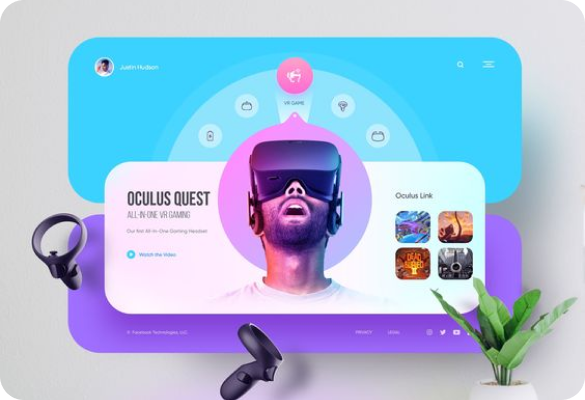 Justin Hudson
VR GAME
OCULUS QUEST
ALL-IN-ONE VR GAMING
Our first All-in-One Gaming Headset
Watch the Video
Oculus Link
© Facebook Technologies, LLC.
PRIVACY
LEGAL